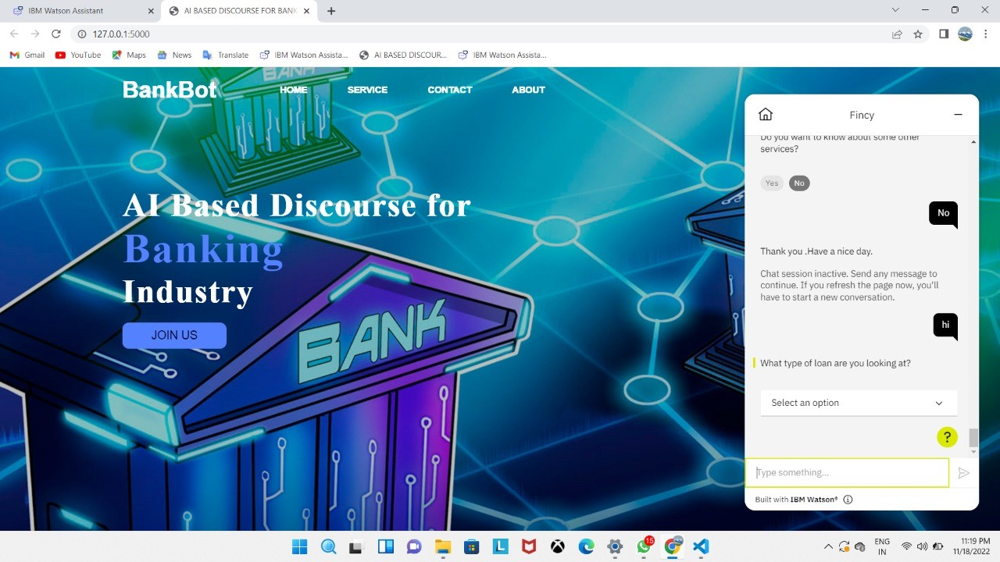 IBM Watson Assistant
AI BASED DISCOURSE FOR BANK
127.0.0.1:5000
Gmail
YouTube
Maps
News
Translate
IBM Watson Assista...
AI BASED DISCOUR...
IBM Watson Assista...
BankBot
HOME
SERVICE
CONTACT
ABOUT
BANK
AI Based Discourse for
Banking
Industry
JOIN US
BANK
Fincy
Do you want to know about some other
services?
Yes
No
No
Thank you .Have a nice day.
Chat session inactive. Send any message to
continue. If you refresh the page now, you'll
have to start a new conversation.
hi
What type of loan are you looking at?
Select an option
?
Type something...
Built with IBM Watson®
15
ENG
IN
11:19 PM
11/18/2022